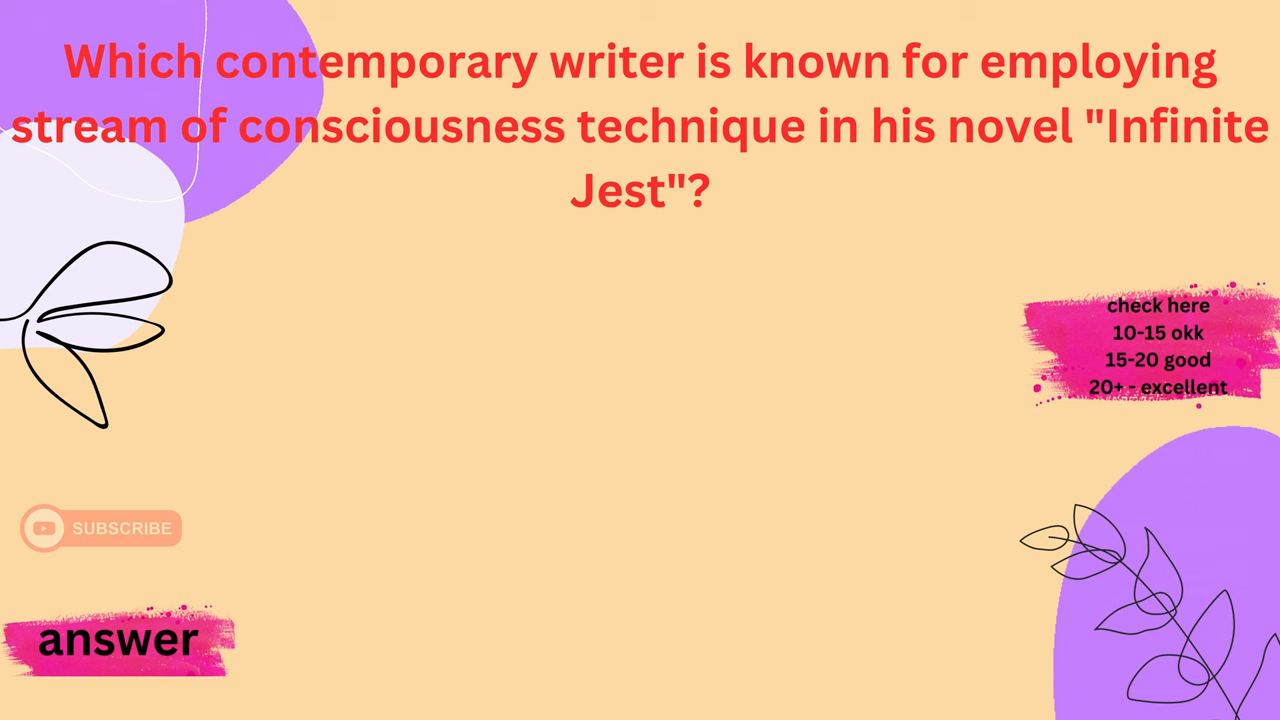 Which contemporary writer is known for employing
stream of consciousness technique in his novel "Infinite
Jest"?
check here
10-15 okk
15-20 good
20+ - excellent
SUBSCRIBE
answer